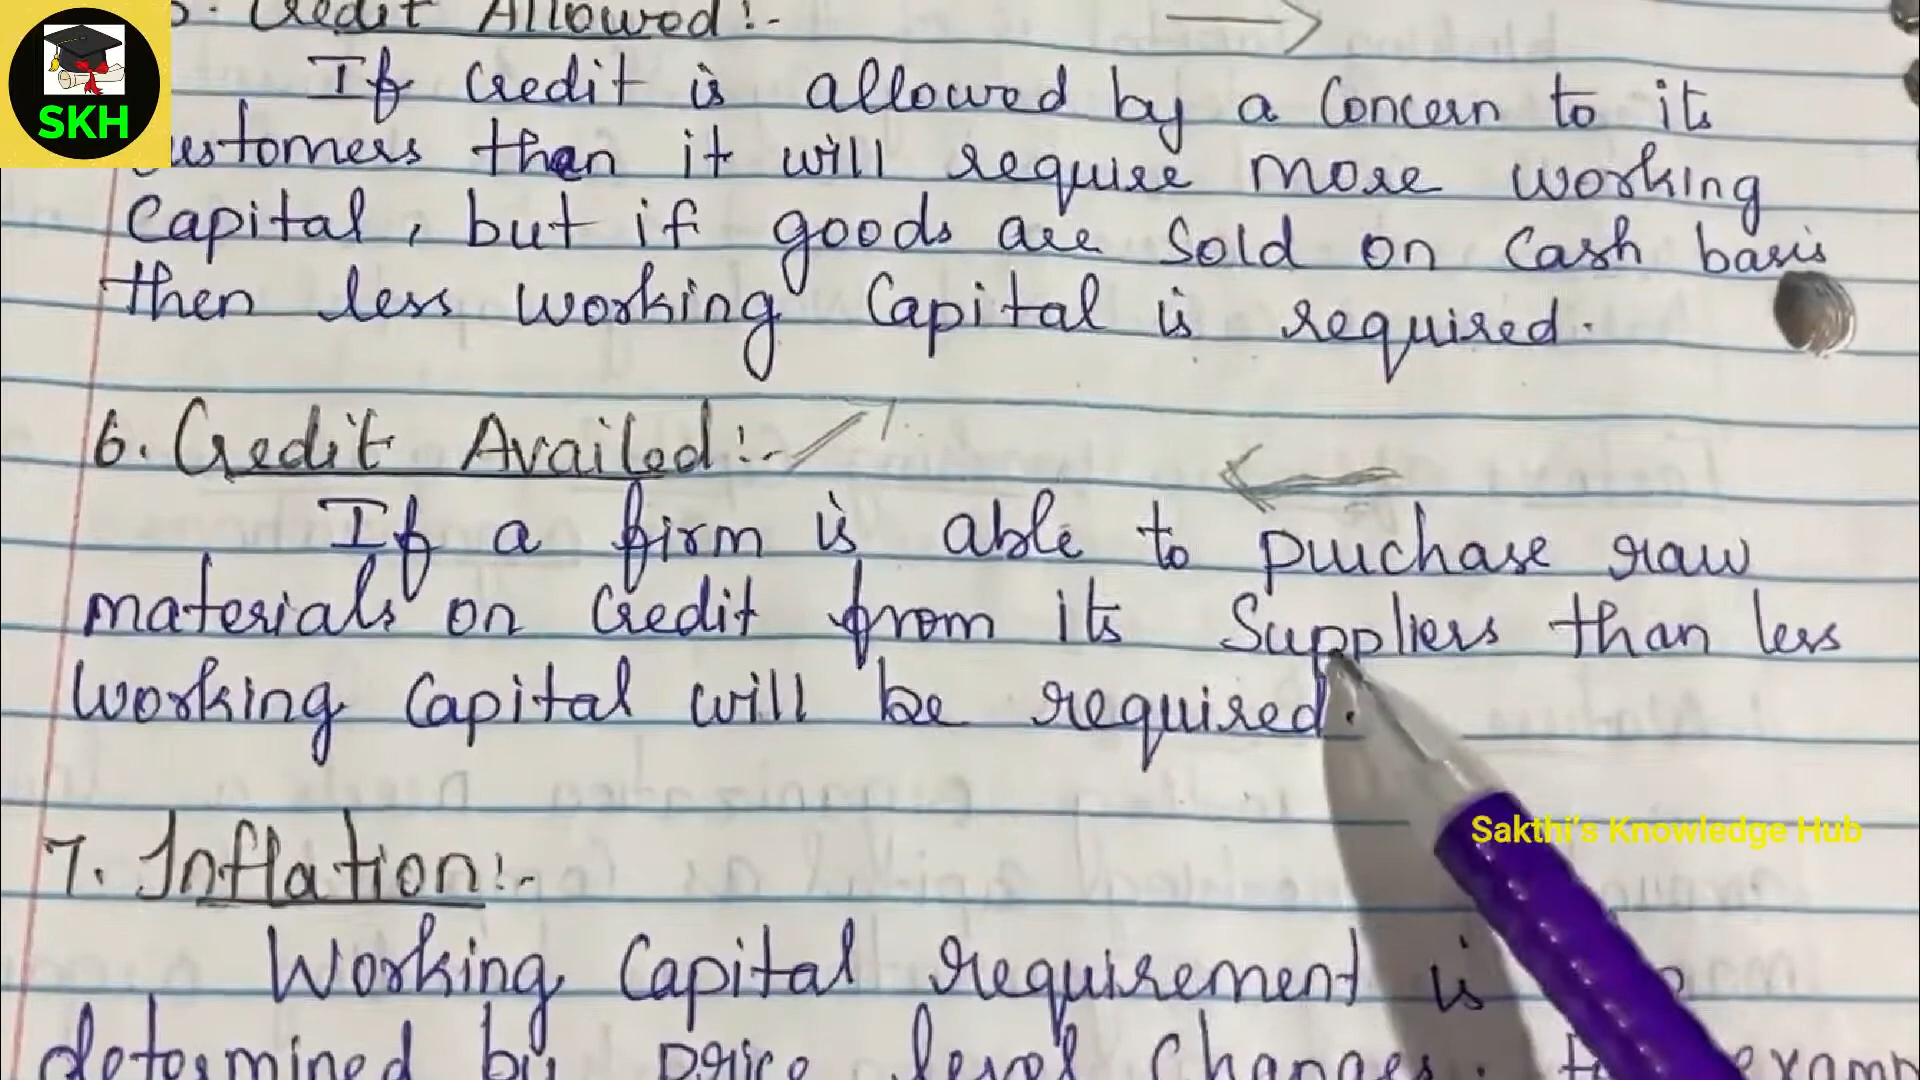 Credit Allowed :-
If credit is allowed by a concern to its
SKH
customers then it will require more working
Capital, but if goods are sold on cash basis
then less working capital is required.
6. Credit Availed :-
If a firm is able to purchase raw
materials on credit from its Suppliers than less
working capital will be required.
7. Inflation :-
Sakthi's Knowledge Hub
Working capital requirement is
determined by price level changes.